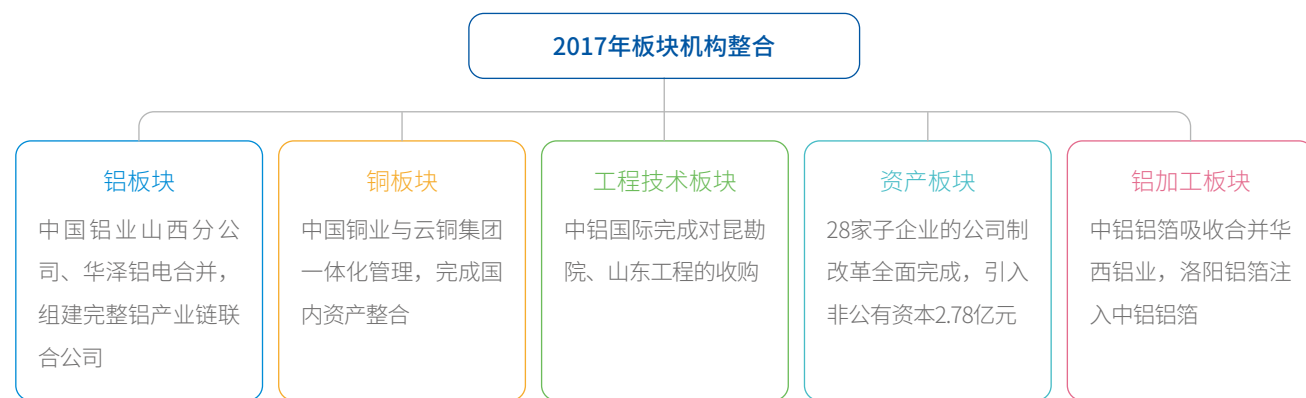 2017年板块机构整合
铝板块
中国铝业山西分公
司、华泽铝电合并，
组建完整铝产业链联
合公司
铜板块
中国铜业与云铜集团
一体化管理，完成国
内资产整合
工程技术板块
中铝国际完成对昆勘
院、山东工程的收购
资产板块
28家子企业的公司制
改革全面完成，引入
非公有资本2.78亿元
铝加工板块
中铝铝箔吸收合并华
西铝业，洛阳铝箔注
入中铝铝箔